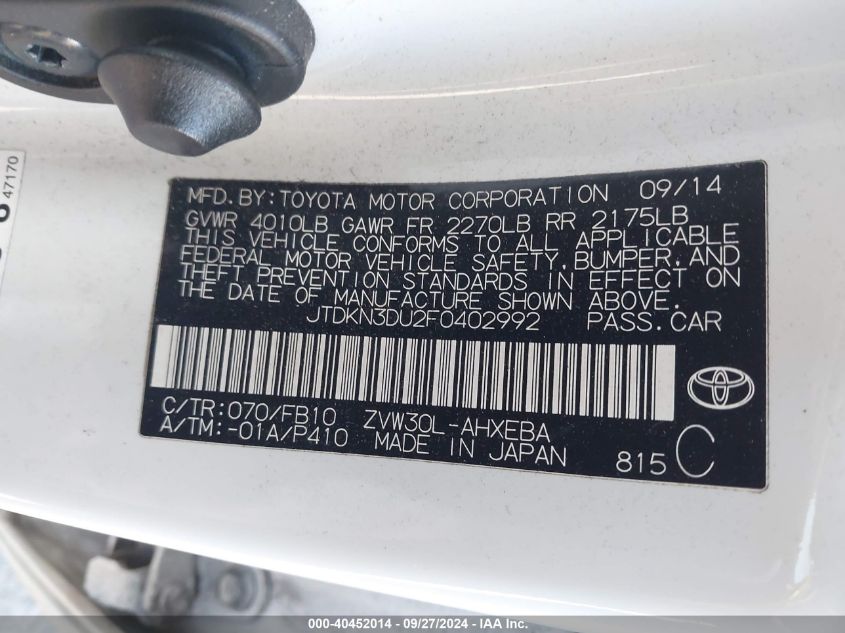 47170
MFD. BY: TOYOTA MOTOR CORPORATION 09/14
GVWR 4010LB GAWR FR 2270LB RR 2175LB
THIS VEHICLE CONFORMS TO ALL APPLICABLE
FEDERAL MOTOR VEHICLE SAFETY, BUMPER, AND
THEFT PREVENTION STANDARDS IN EFFECT ON
THE DATE OF MANUFACTURE SHOWN ABOVE.
JTDKN3DU2F0402992 PASS. CAR
C/TR: 070/FB10 ZVW30L-AHXEBA
A/TM: -01A/P410 MADE IN JAPAN 815 C
000-40452014 - 09/27/2024 - IAA Inc.